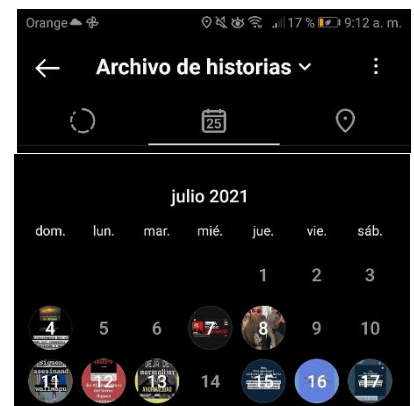 Orange 17 % 9:12 a. m.
Archivo de historias
25
julio 2021
dom. lun. mar. mié. jue. vie. sáb.
1 2 3
4 5 6 7 8 9 10
11 12 13 14 15 16 17